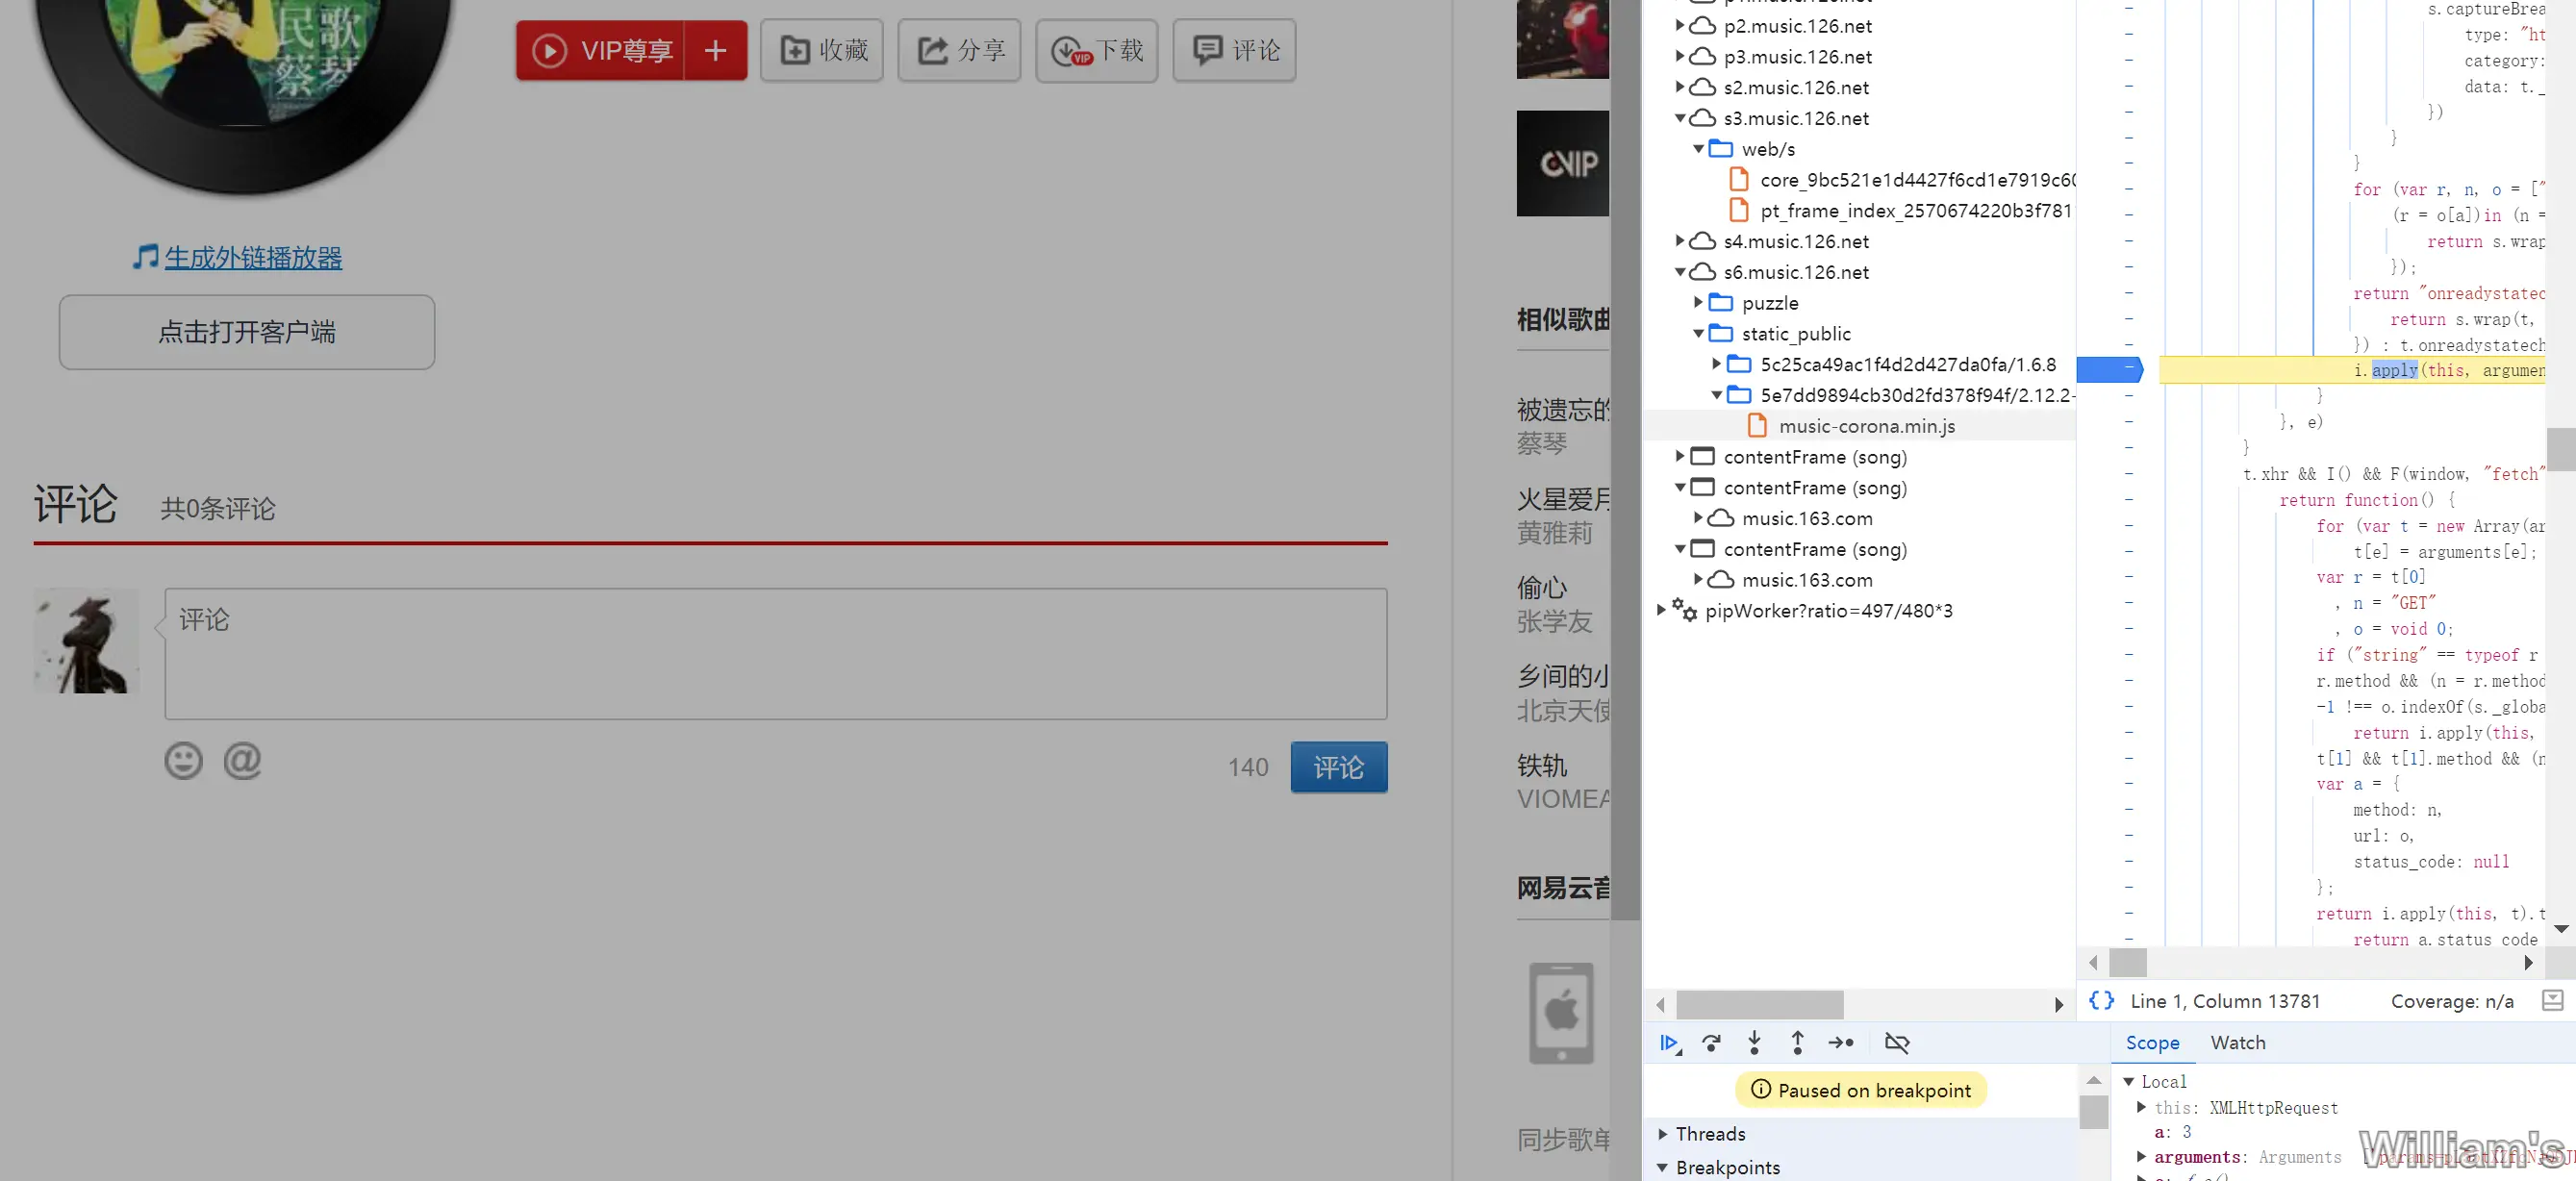 民歌
蔡琴
VIP尊享
收藏
分享
VIP
下载
评论
生成外链播放器
点击打开客户端
评论
共0条评论
评论
140
评论
CVIP
相似歌曲
被遗忘的
蔡琴
火星爱月
黄雅莉
偷心
张学友
乡间的小
北京天使
铁轨
VIOMEA
网易云音
同步歌单
p2.music.126.net
p3.music.126.net
s2.music.126.net
s3.music.126.net
web/s
core_9bc521e1d4427f6cd1e7919c60
pt_frame_index_2570674220b3f781
s4.music.126.net
s6.music.126.net
puzzle
static_public
5c25ca49ac1f4d2d427da0fa/1.6.8
5e7dd9894cb30d2fd378f94f/2.12.2-
music-corona.min.js
contentFrame (song)
contentFrame (song)
music.163.com
contentFrame (song)
music.163.com
pipWorker?ratio=497/480*3
s.captureBrea
type: "ht
category:
data: t._
})
}
}
for (var r, n, o = ["
(r = o[a])in (n =
return s.wrap
});
return "onreadystatec
return s.wrap(t,
}) : t.onreadystatech
i.apply(this, argumen
}
}, e)
}
t.xhr && I() && F(window, "fetch"
return function() {
for (var t = new Array(ar
t[e] = arguments[e];
var r = t[0]
, n = "GET"
, o = void 0;
if ("string" == typeof r
r.method && (n = r.method
-1 !== o.indexOf(s._globa
return i.apply(this,
t[1] && t[1].method && (n
var a = {
method: n,
url: o,
status_code: null
};
return i.apply(this, t).t
return a.status_code
{} Line 1, Column 13781
Coverage: n/a
Paused on breakpoint
Threads
Breakpoints
Scope
Watch
Local
this: XMLHttpRequest
a: 3
arguments: Arguments
William's